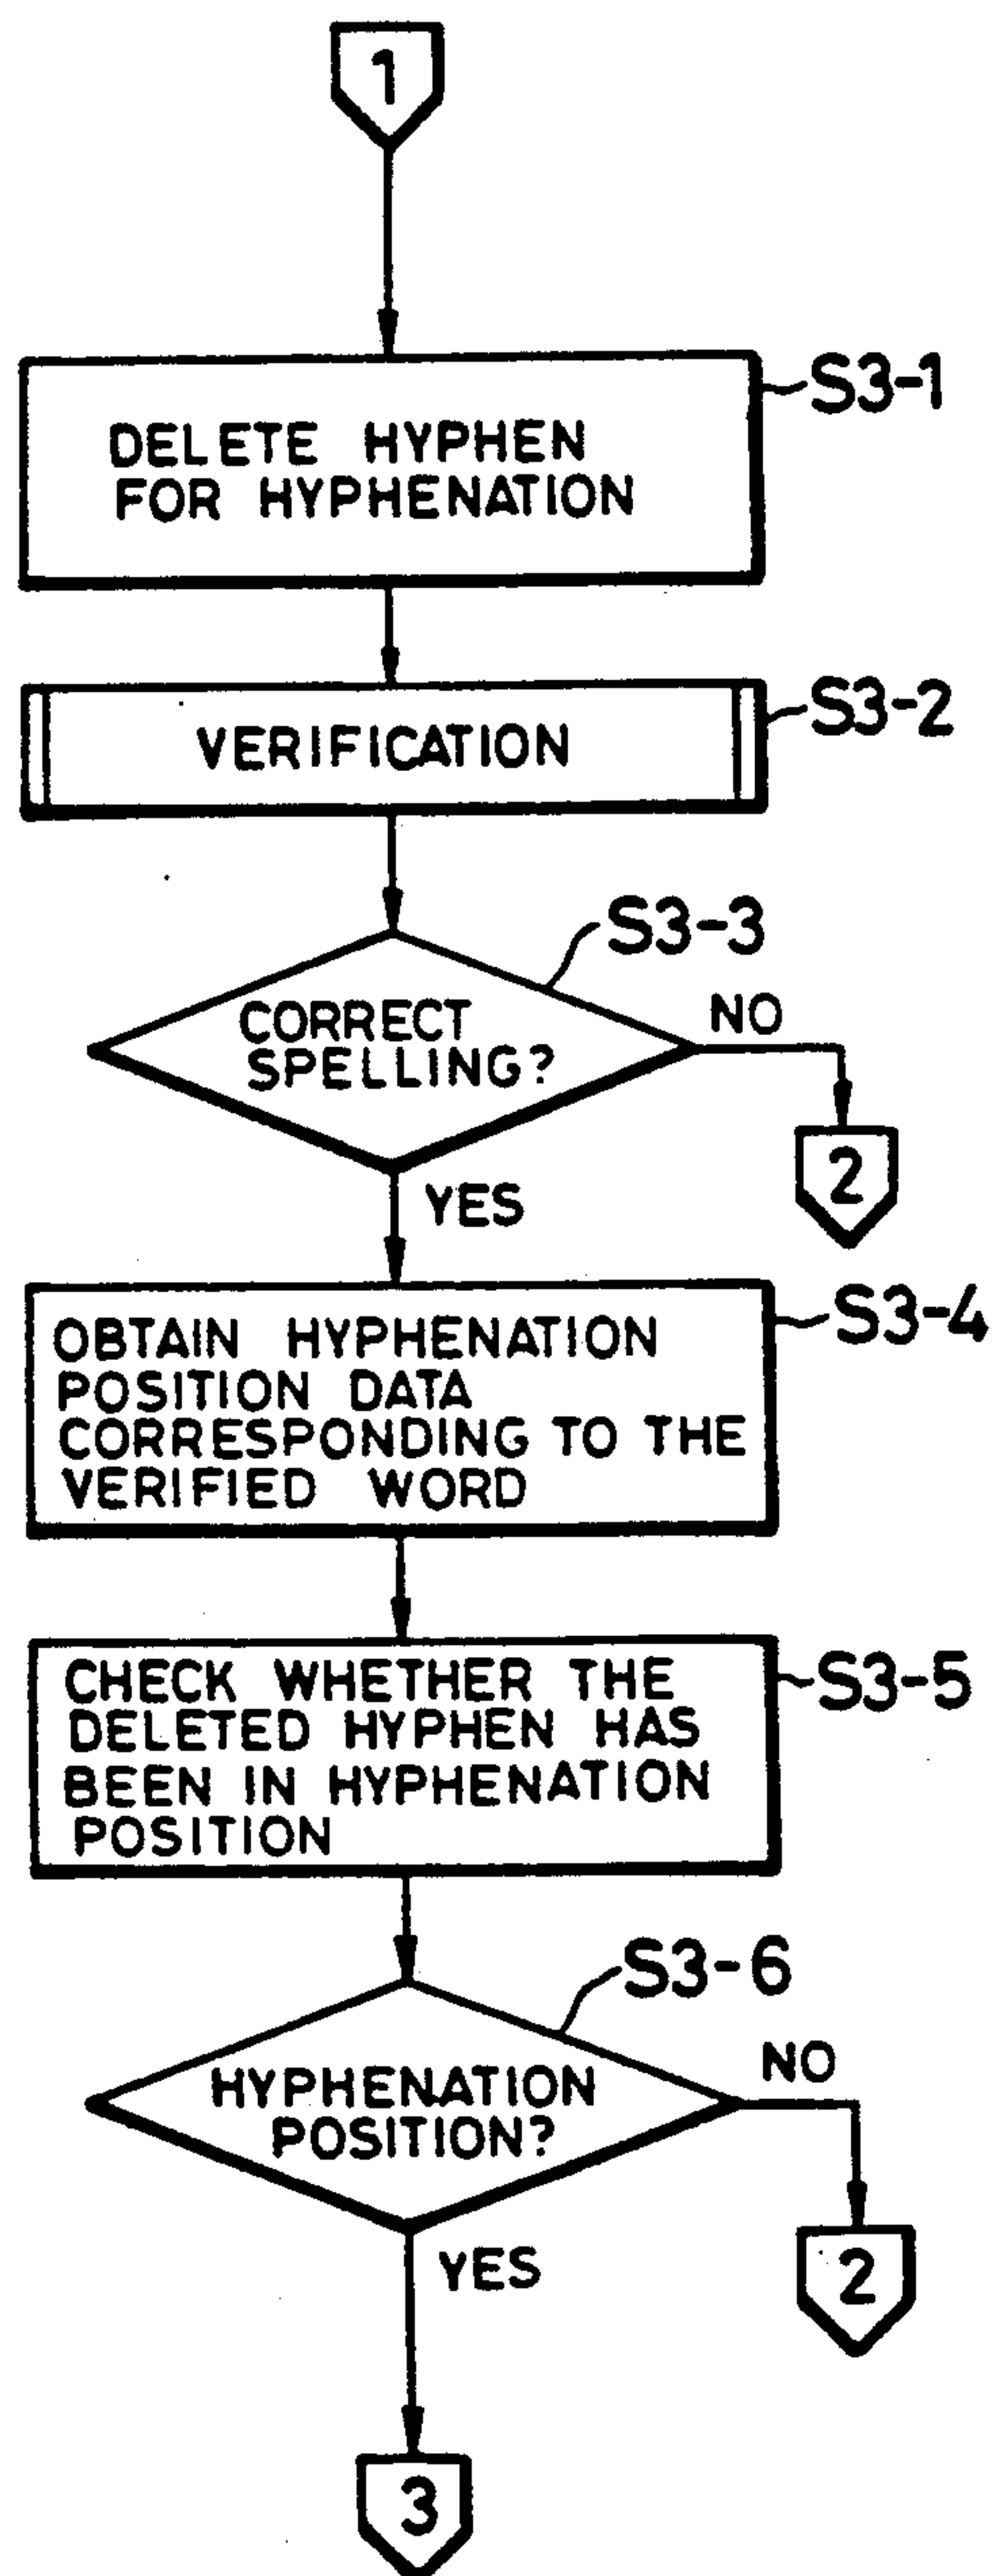 1
S3-1
DELETE HYPHEN
FOR HYPHENATION
S3-2
VERIFICATION
S3-3
CORRECT
SPELLING?
NO
2
YES
S3-4
OBTAIN HYPHENATION
POSITION DATA
CORRESPONDING TO THE
VERIFIED WORD
S3-5
CHECK WHETHER THE
DELETED HYPHEN HAS
BEEN IN HYPHENATION
POSITION
S3-6
HYPHENATION
POSITION?
NO
2
YES
3